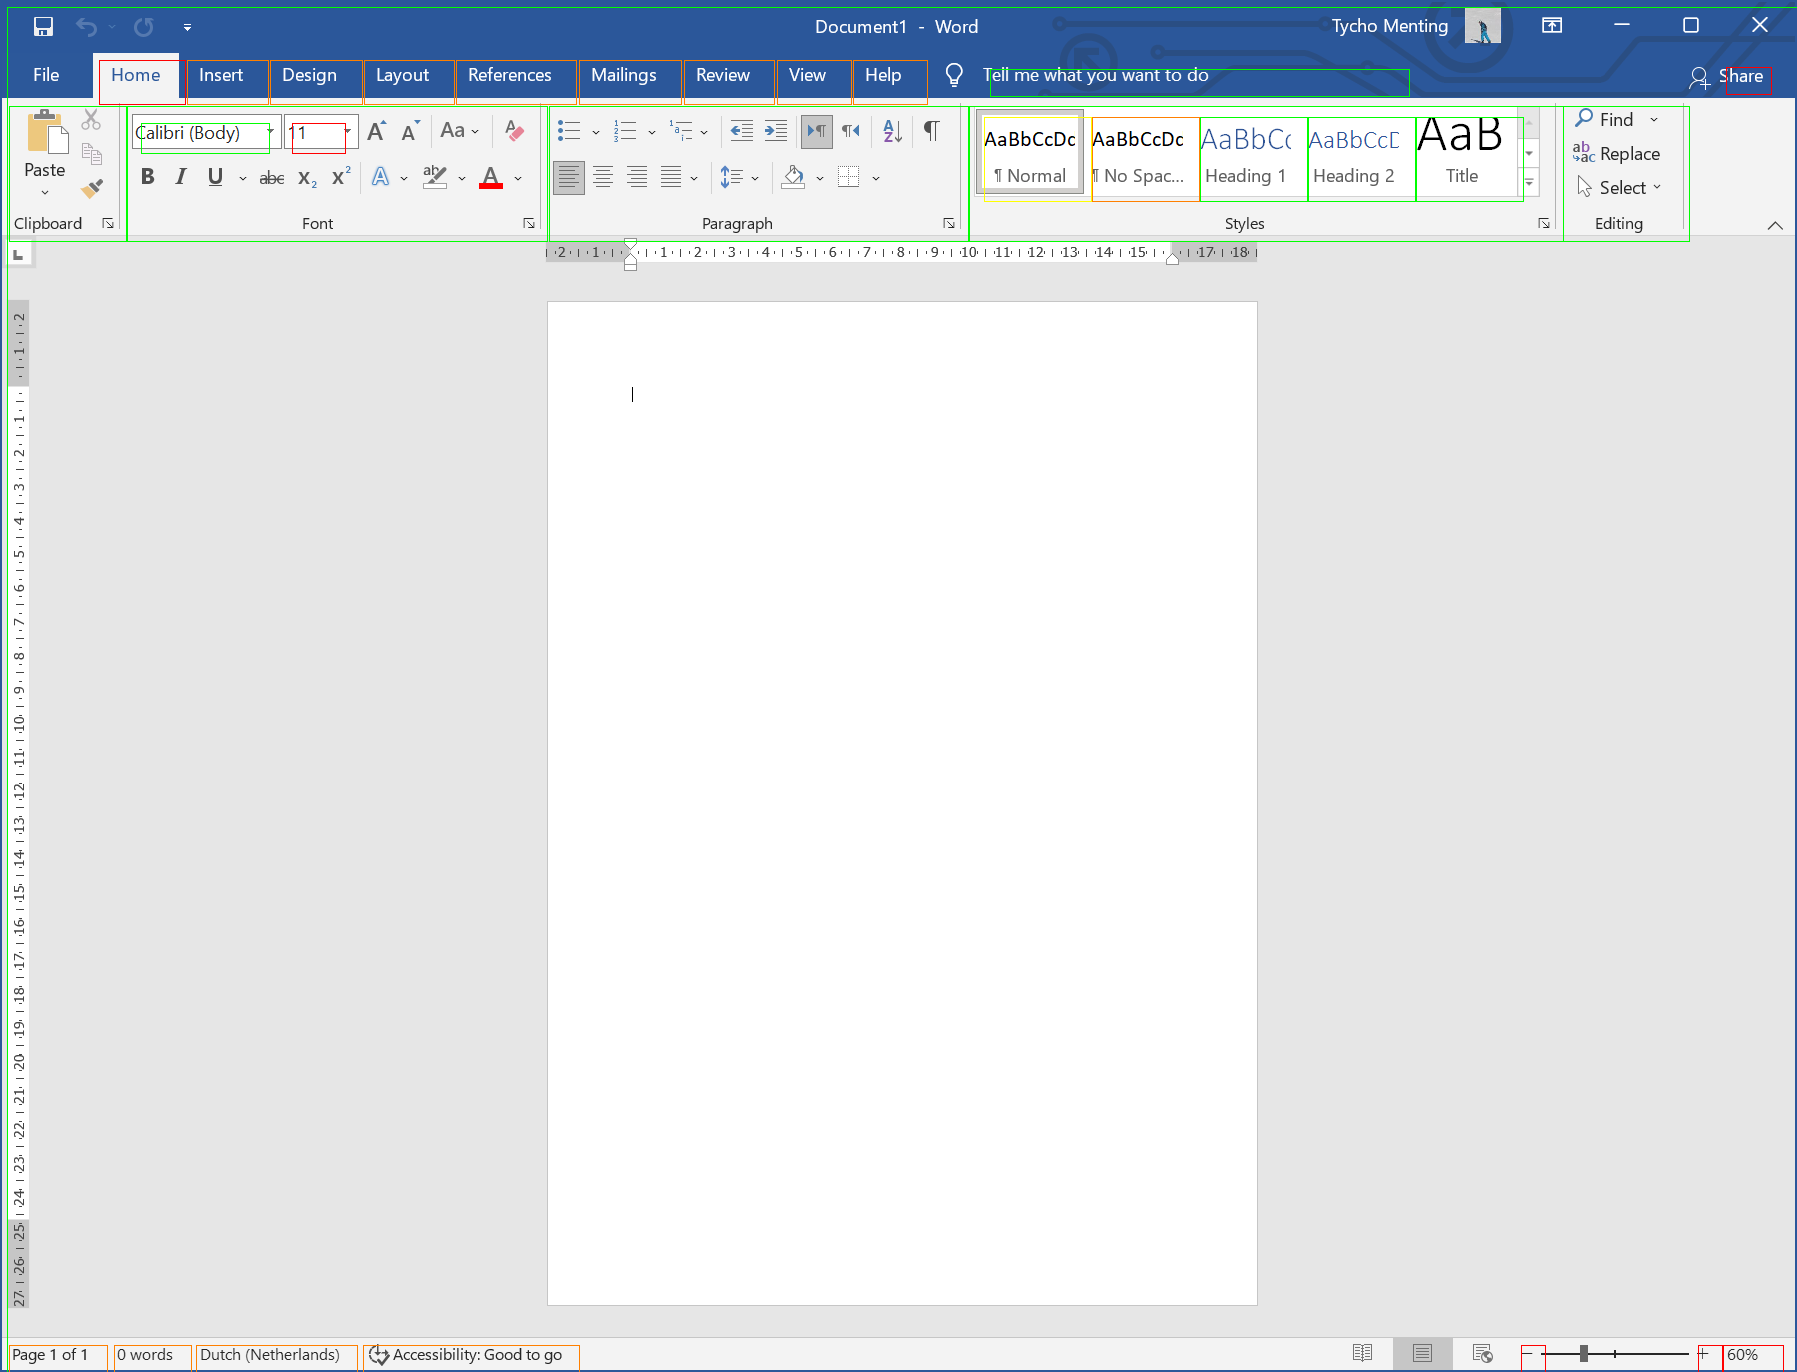 Document1 - Word
Tycho Menting
File Home Insert Design Layout References Mailings Review View Help Tell me what you want to do Share
Paste
Clipboard
Calibri (Body) 11 Aa
B I U abc X₂ X² A ab A
Font
¶
Paragraph
AaBbCcDc AaBbCcDc AaBbCc AaBbCcD AaB
¶ Normal ¶ No Spac... Heading 1 Heading 2 Title
Styles
Find
Replace
Select
Editing
2 1 1 2 3 4 5 6 7 8 9 10 11 12 13 14 15 17 18
2
1
1
2
3
4
5
6
7
8
9
10
11
12
13
14
15
16
17
18
19
20
21
22
23
24
25
26
27
Page 1 of 1 0 words Dutch (Netherlands) Accessibility: Good to go 60%